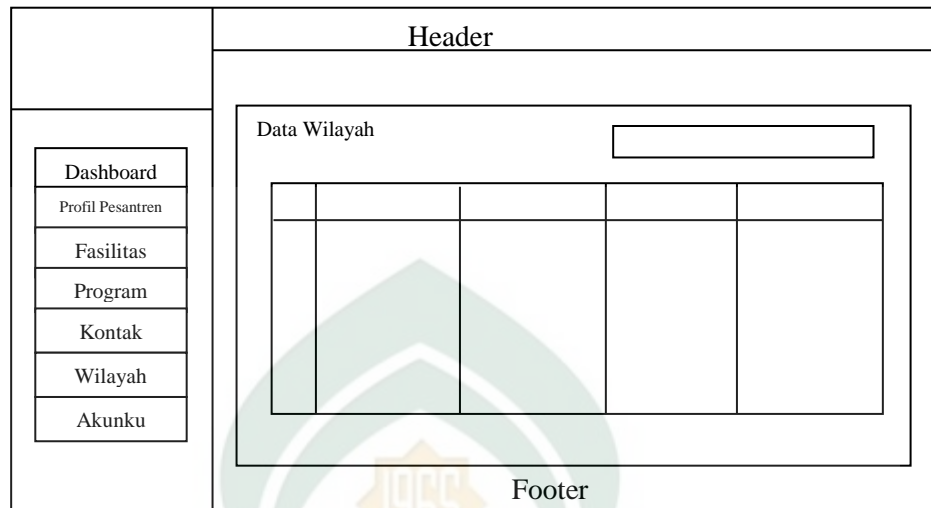 Header
Data Wilayah
Dashboard
Profil Pesantren
Fasilitas
Program
Kontak
Wilayah
Akunku
Footer